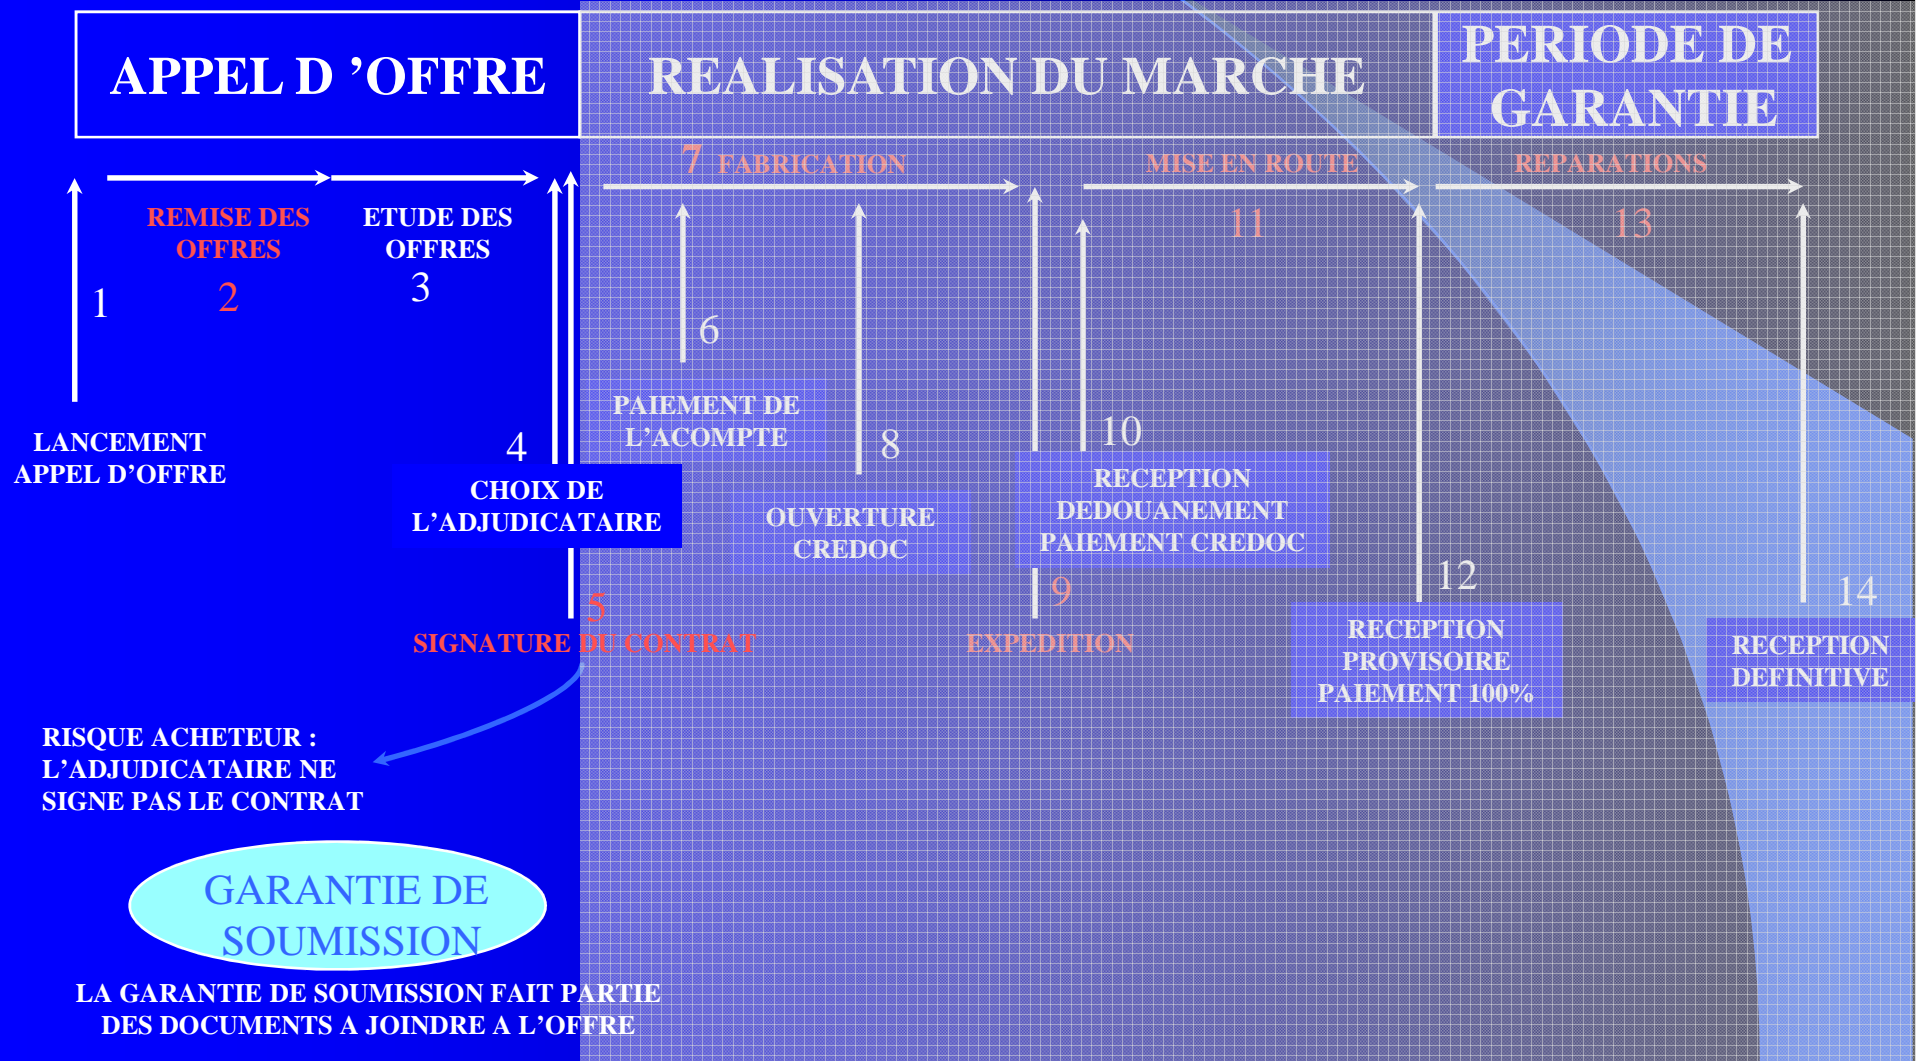 APPEL D ’OFFRE
REALISATION DU MARCHE
PERIODE DE
GARANTIE
7 FABRICATION
MISE EN ROUTE
REPARATIONS
REMISE DES
OFFRES
2
ETUDE DES
OFFRES
3
11
13
1
6
LANCEMENT
APPEL D’OFFRE
4
CHOIX DE
L’ADJUDICATAIRE
PAIEMENT DE
L’ACOMPTE
8
OUVERTURE
CREDOC
10
RECEPTION
DEDOUANEMENT
PAIEMENT CREDOC
5
SIGNATURE DU CONTRAT
9
EXPEDITION
12
RECEPTION
PROVISOIRE
PAIEMENT 100%
14
RECEPTION
DEFINITIVE
RISQUE ACHETEUR :
L’ADJUDICATAIRE NE
SIGNE PAS LE CONTRAT
GARANTIE DE
SOUMISSION
LA GARANTIE DE SOUMISSION FAIT PARTIE
DES DOCUMENTS A JOINDRE A L’OFFRE